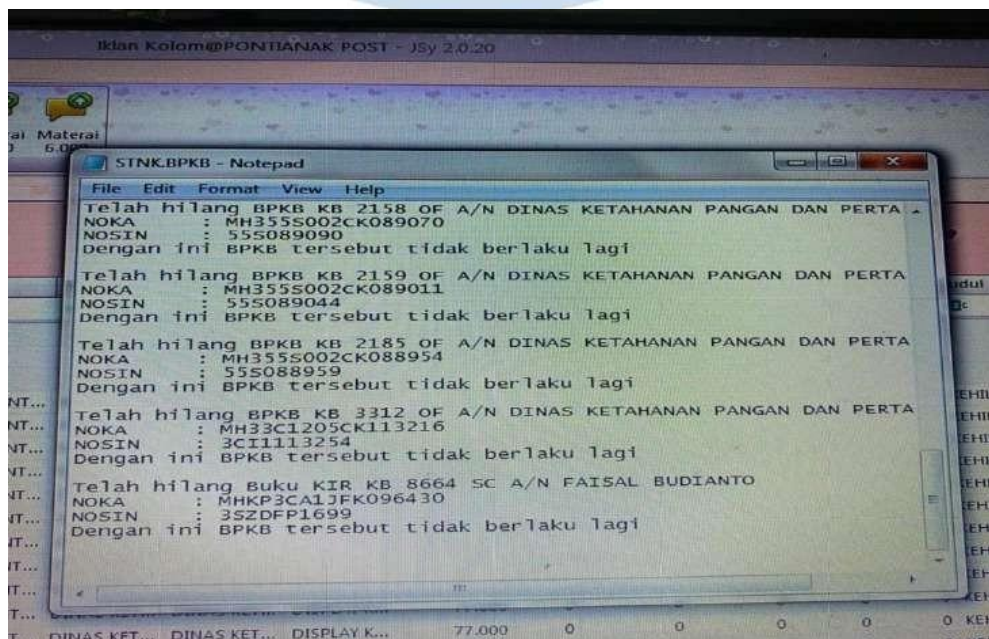 Iklan Kolom@PONTIANAK POST - JSy 2.0.20
ai Materai
6.0
STNK.BPKB - Notepad
File Edit Format View Help
Telah hilang BPKB KB 2158 OF A/N DINAS KETAHANAN PANGAN DAN PERTA
NOKA : MH355S002CK089070
NOSIN : 55S089090
Dengan ini BPKB tersebut tidak berlaku lagi
Telah hilang BPKB KB 2159 OF A/N DINAS KETAHANAN PANGAN DAN PERTA
NOKA : MH355S002CK089011
NOSIN : 55S089044
Dengan ini BPKB tersebut tidak berlaku lagi
Telah hilang BPKB KB 2185 OF A/N DINAS KETAHANAN PANGAN DAN PERTA
NOKA : MH355S002CK088954
NOSIN : 55S088959
Dengan ini BPKB tersebut tidak berlaku lagi
Telah hilang BPKB KB 3312 OF A/N DINAS KETAHANAN PANGAN DAN PERTA
NOKA : MH33C1205CK113216
NOSIN : 3CI1113254
Dengan ini BPKB tersebut tidak berlaku lagi
Telah hilang Buku KIR KB 8664 SC A/N FAISAL BUDIANTO
NOKA : MHKP3CA1JFK096430
NOSIN : 3SZDFP1699
Dengan ini BPKB tersebut tidak berlaku lagi
DINAS KET... DINAS KET... DISPLAY K... 77.000 0 0 0 0 KEH